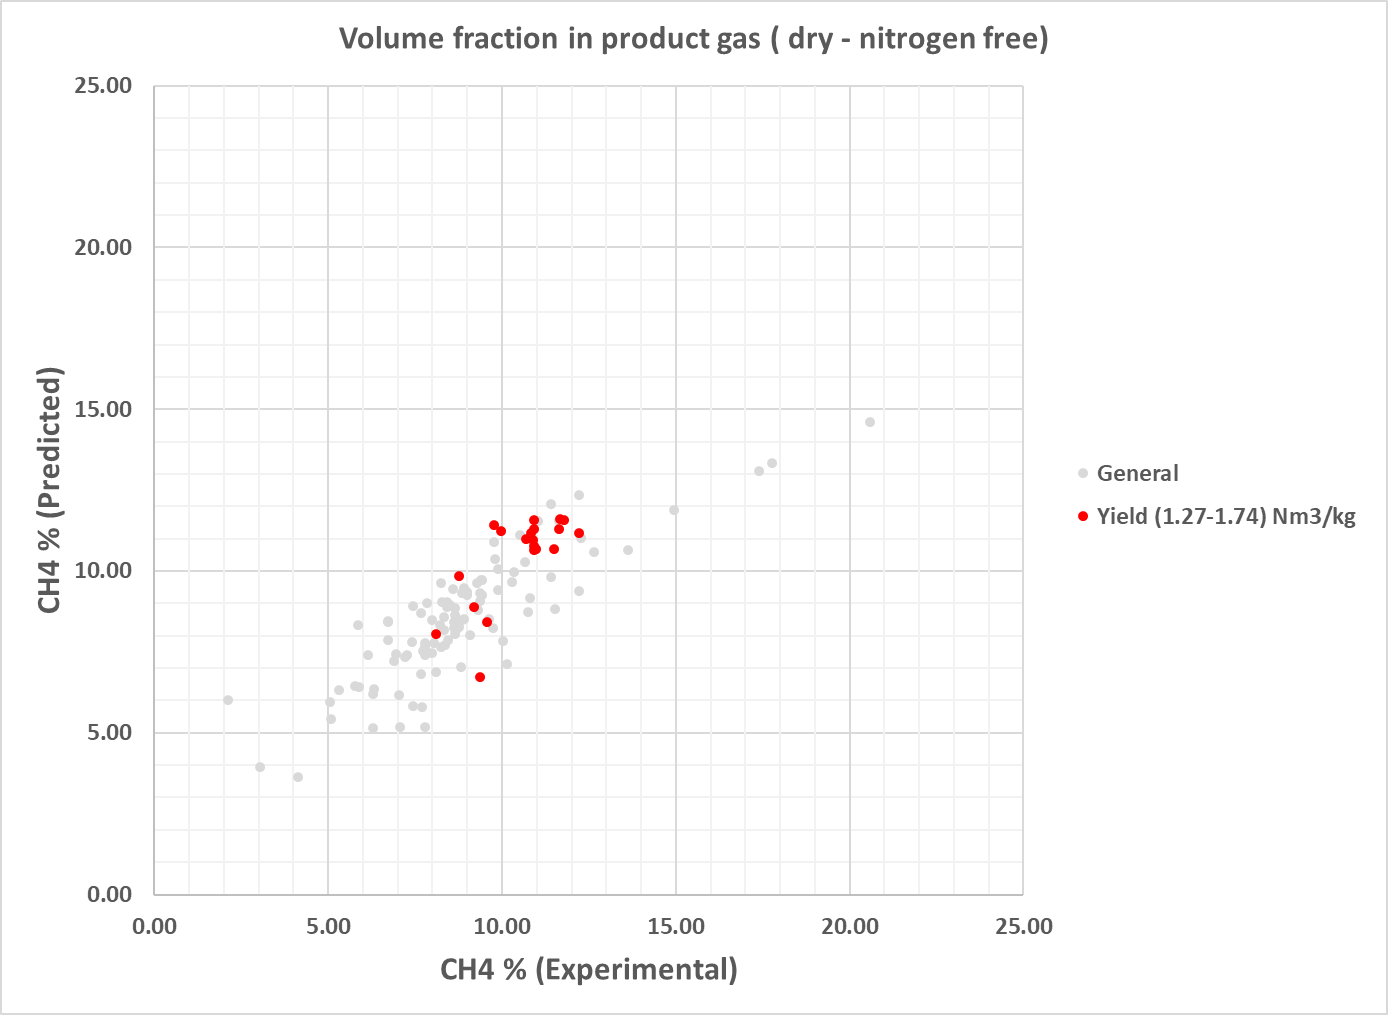 Volume fraction in product gas ( dry - nitrogen free)
25.00
20.00
15.00
10.00
5.00
0.00
CH4 % (Predicted)
0.00 5.00 10.00 15.00 20.00 25.00
CH4 % (Experimental)
General
Yield (1.27-1.74) Nm3/kg